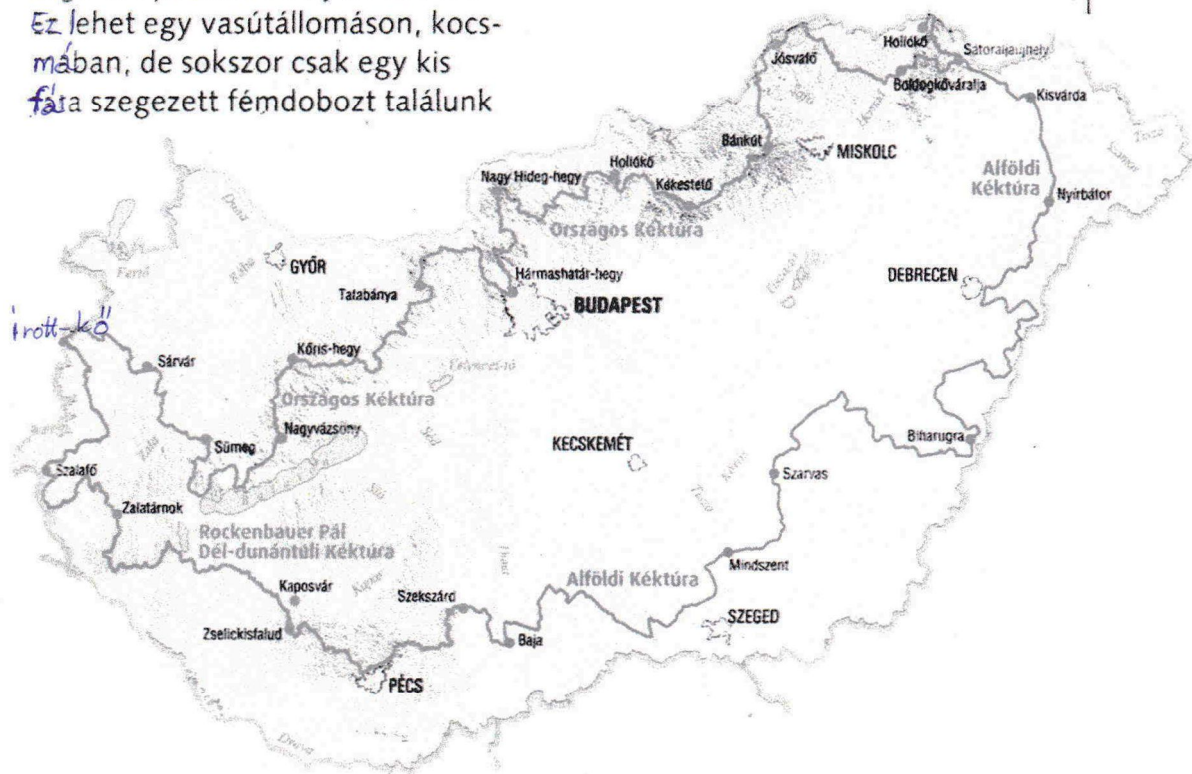 Ez lehet egy vasútállomáson, kocs-
mában, de sokszor csak egy kis
fára szegezett fémdobozt találunk
Hollókő
Sátoraljaújhely
Jósvafő
Boldogkőváralja
Kisvárda
Bánkút
MISKOLC
Hollókő
Nagy Hideg-hegy
Kékestető
Alföldi
Kéktúra
Nyírbátor
Országos Kéktúra
GYŐR
Hármashatár-hegy
DEBRECEN
Tatabánya
BUDAPEST
Írott-kő
Sárvár
Kőris-hegy
Velencei-tó
Országos Kéktúra
Sümeg
Nagyvázsony
KECSKEMÉT
Biharugra
Szalafő
Szarvas
Zalatárnok
Rockenbauer Pál
Dél-dunántúli Kéktúra
Mindszent
Alföldi Kéktúra
Kaposvár
Szekszárd
SZEGED
Zselickisfalud
Baja
PÉCS
Dráva